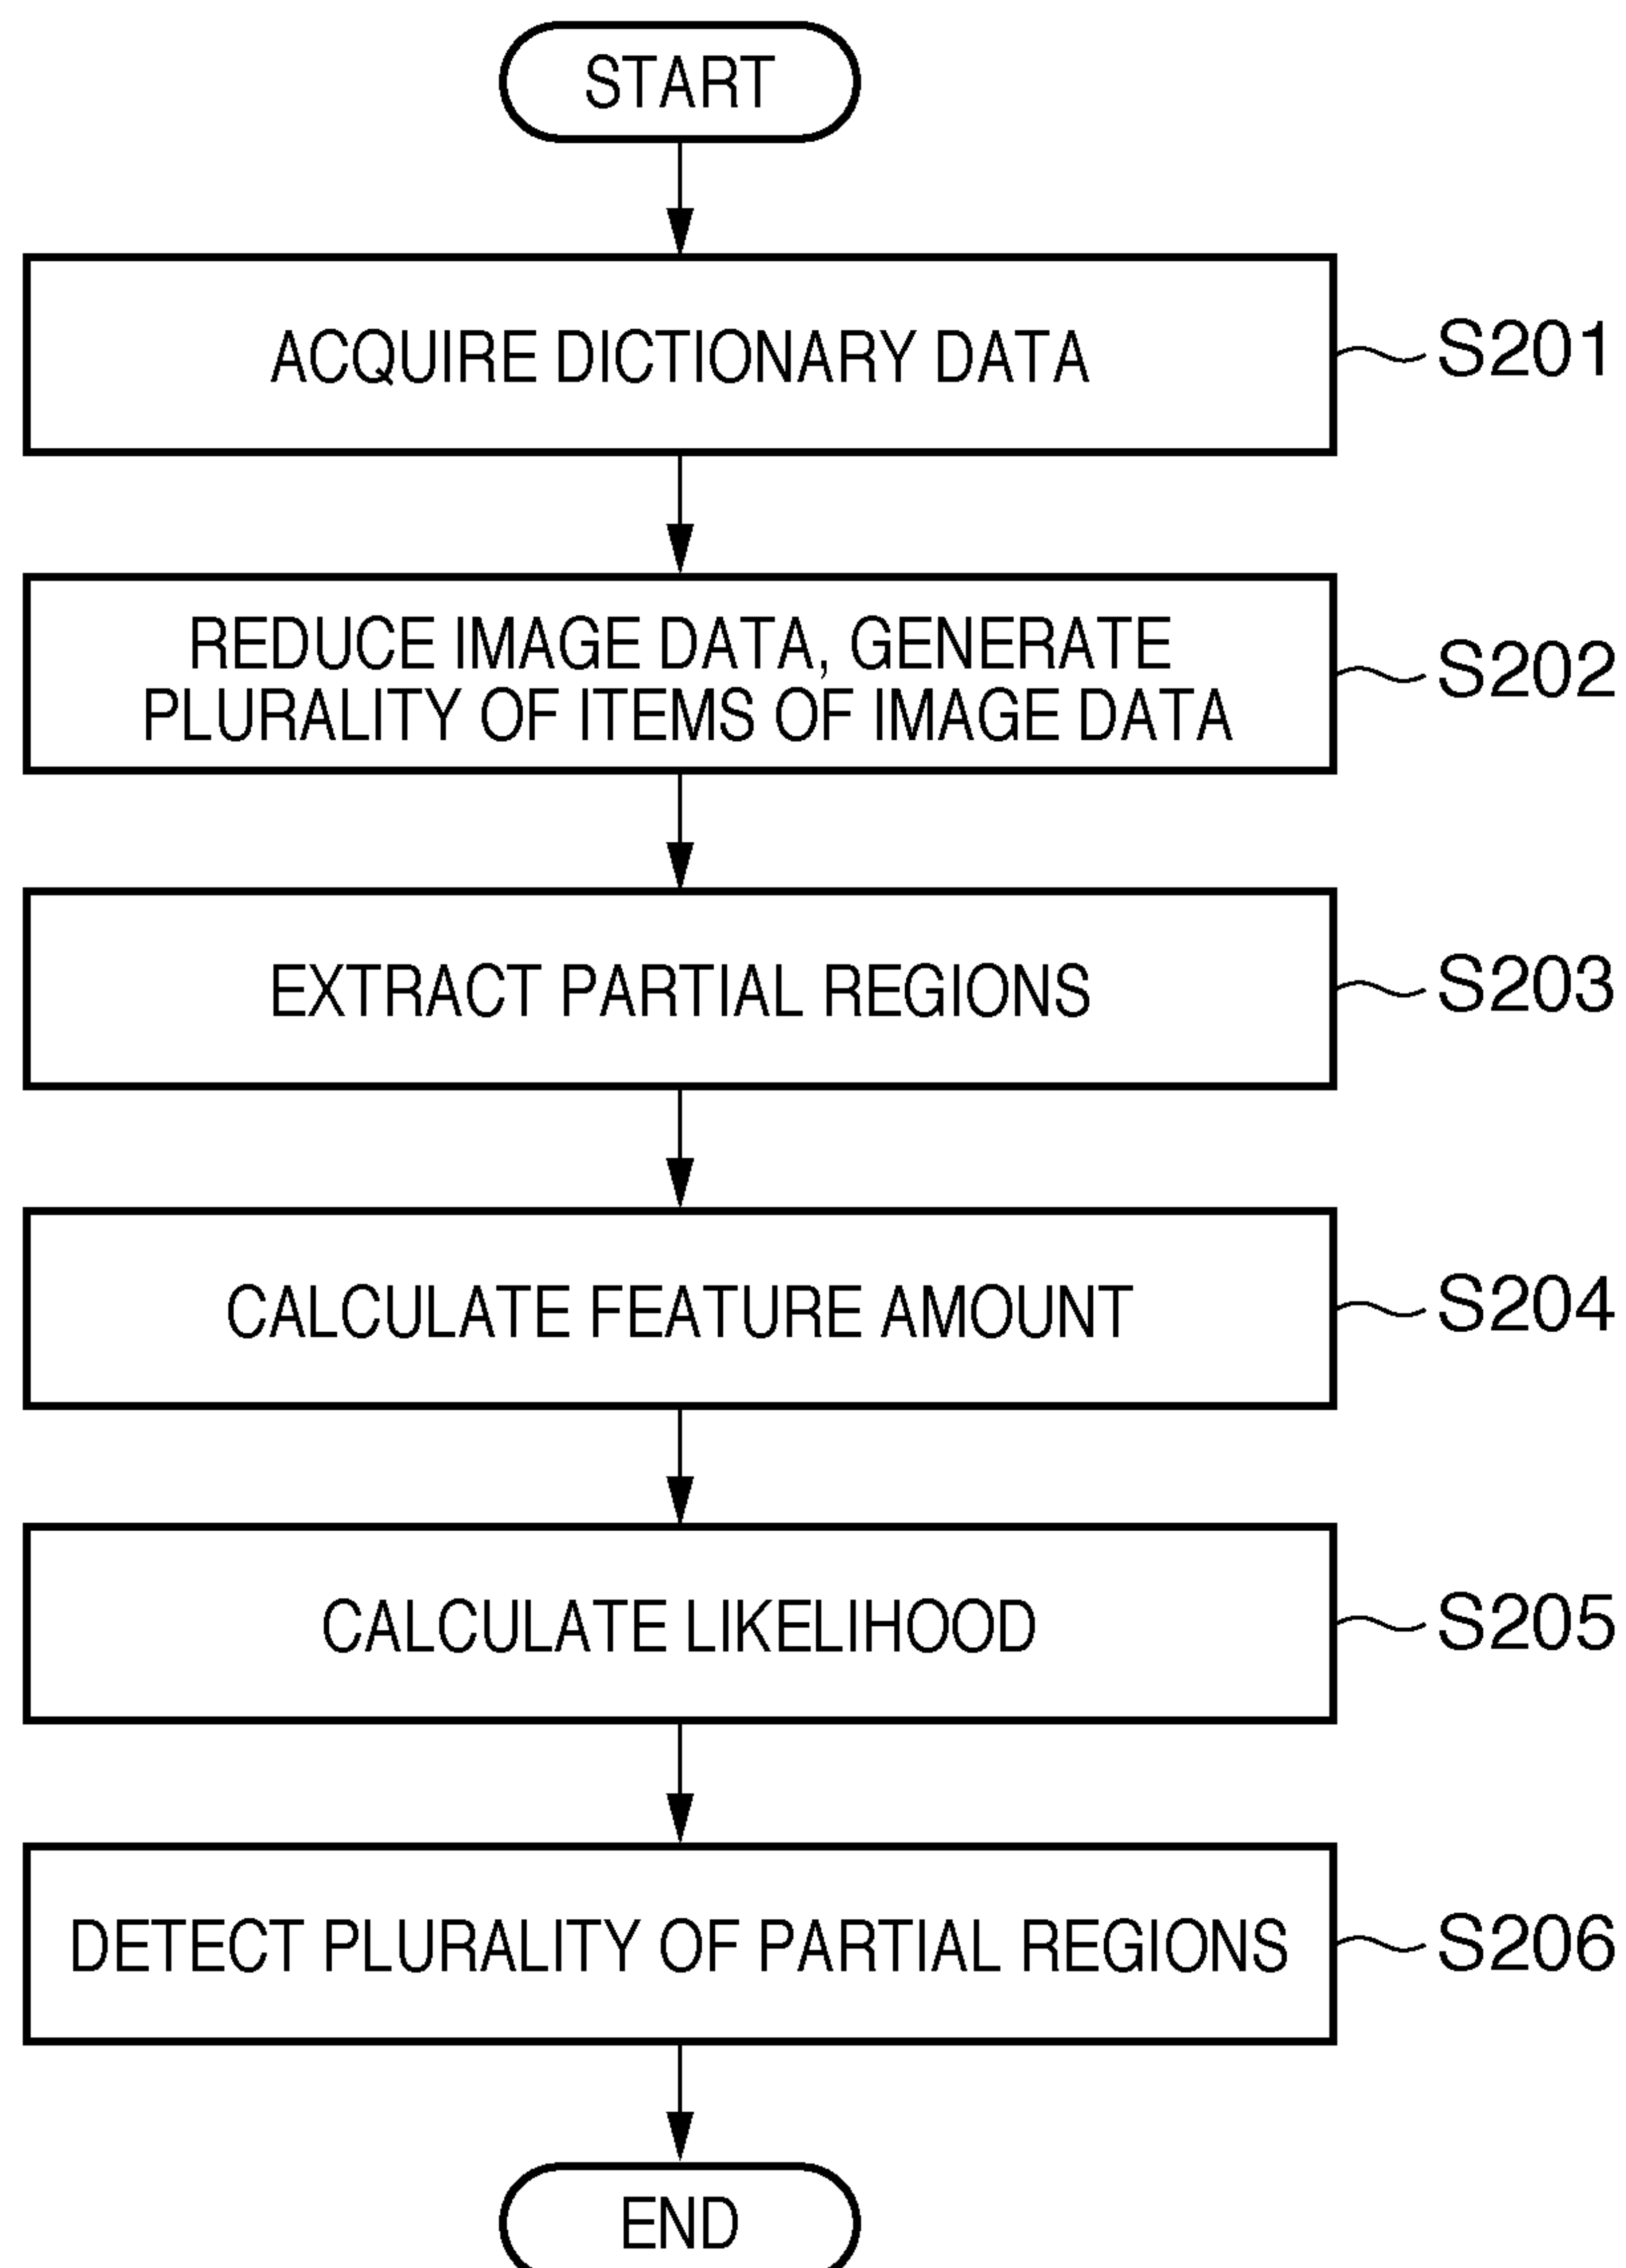 START
ACQUIRE DICTIONARY DATA
S201
REDUCE IMAGE DATA, GENERATE
PLURALITY OF ITEMS OF IMAGE DATA
S202
EXTRACT PARTIAL REGIONS
S203
CALCULATE FEATURE AMOUNT
S204
CALCULATE LIKELIHOOD
S205
DETECT PLURALITY OF PARTIAL REGIONS
S206
END